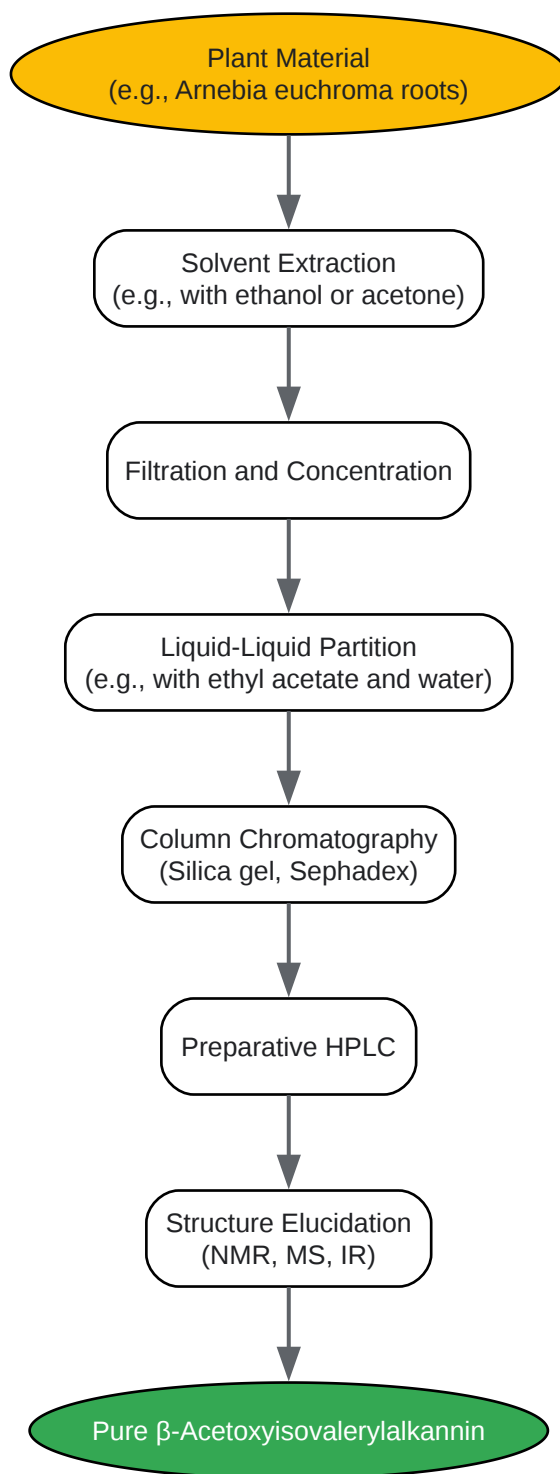 Plant Material
(e.g., Arnebia euchroma roots)
Solvent Extraction
(e.g., with ethanol or acetone)
Filtration and Concentration
Liquid-Liquid Partition
(e.g., with ethyl acetate and water)
Column Chromatography
(Silica gel, Sephadex)
Preparative HPLC
Structure Elucidation
(NMR, MS, IR)
Pure β-Acetoxyisovalerylalkannin